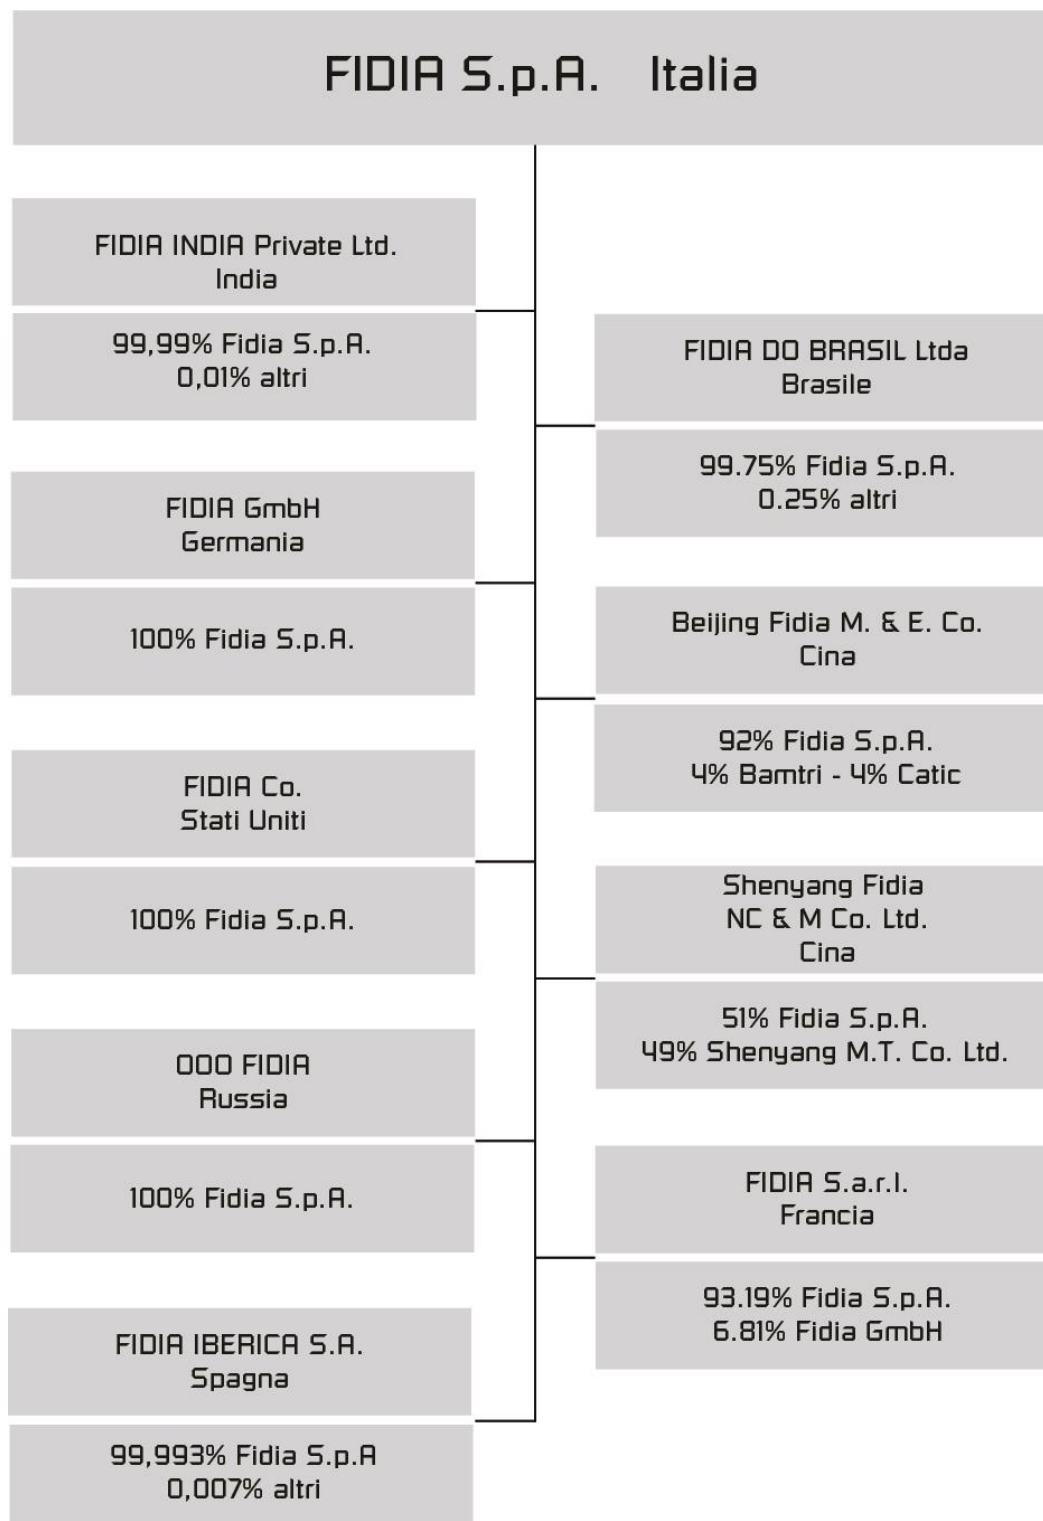 FIDIA S.p.A. Italia
FIDIA INDIA Private Ltd.
India
99,99% Fidia S.p.A.
0,01% altri
FIDIA DO BRASIL Ltda
Brasile
99.75% Fidia S.p.A.
0.25% altri
FIDIA GmbH
Germania
100% Fidia S.p.A.
Beijing Fidia M. & E. Co.
Cina
92% Fidia S.p.A.
4% Bamtri - 4% Catic
FIDIA Co.
Stati Uniti
100% Fidia S.p.A.
Shenyang Fidia
NC & M Co. Ltd.
Cina
51% Fidia S.p.A.
49% Shenyang M.T. Co. Ltd.
OOO FIDIA
Russia
100% Fidia S.p.A.
FIDIA S.a.r.l.
Francia
93.19% Fidia S.p.A.
6.81% Fidia GmbH
FIDIA IBERICA S.A.
Spagna
99,993% Fidia S.p.A
0,007% altri